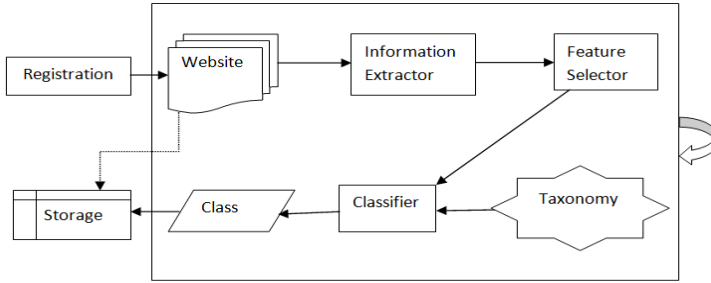 Registration
Website
Information
Extractor
Feature
Selector
Storage
Class
Classifier
Taxonomy